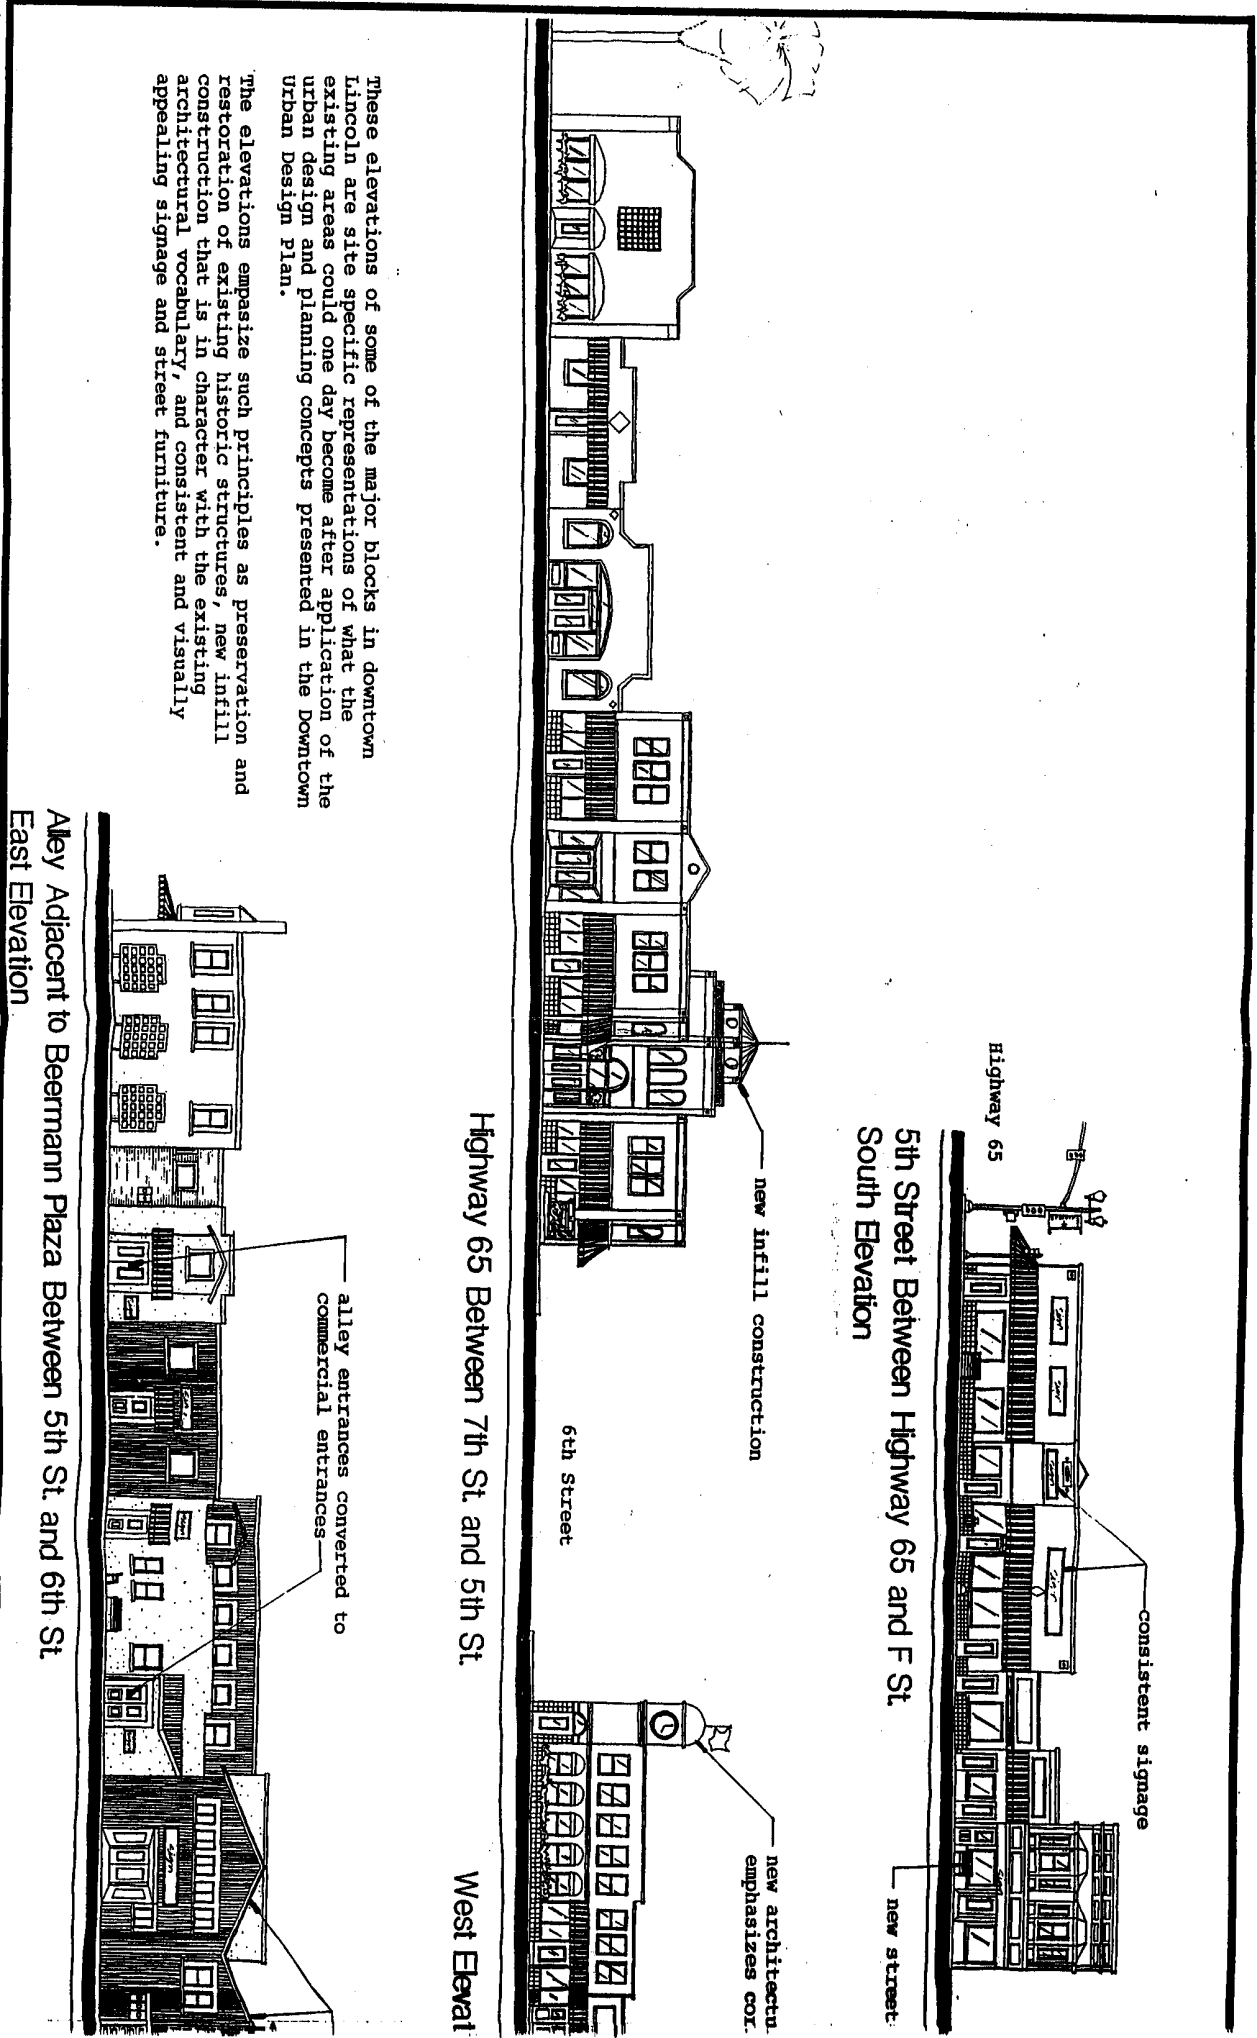 Highway 65
consistent signage
new street
5th Street Between Highway 65 and F St.
South Elevation
new infill construction
6th Street
new architectu
emphasizes cor
Highway 65 Between 7th St. and 5th St.
West Elevat
These elevations of some of the major blocks in downtown
Lincoln are site specific representations of what the
existing areas could one day become after application of the
urban design and planning concepts presented in the Downtown
Urban Design Plan.
The elevations empasize such principles as preservation and
restoration of existing historic structures, new infill
construction that is in character with the existing
architectural vocabulary, and consistent and visually
appealing signage and street furniture.
alley entrances converted to
commercial entrances
sign
Alley Adjacent to Beermann Plaza Between 5th St. and 6th St.
East Elevation